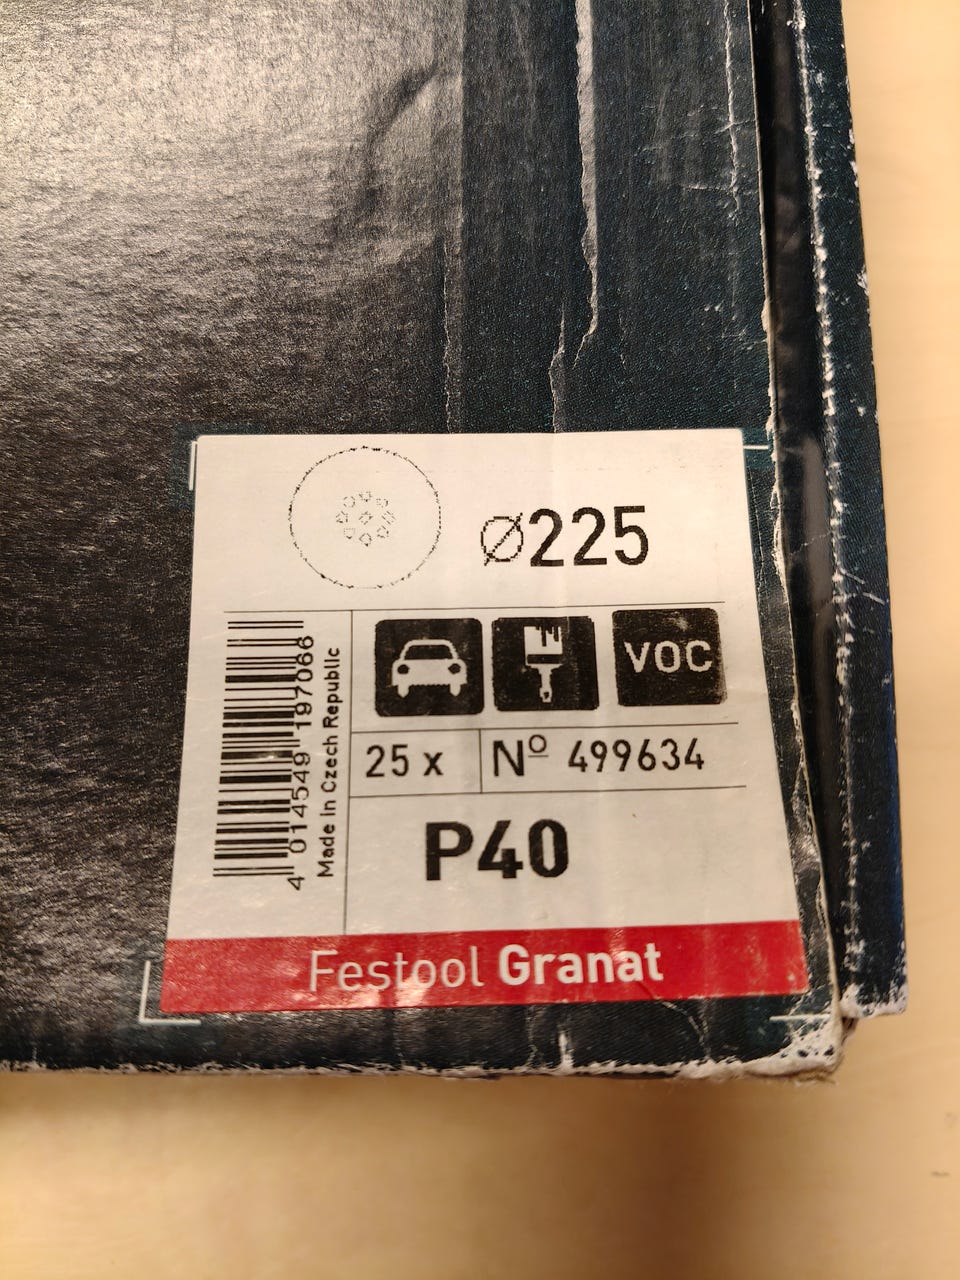 Ø225
VOC
25 x
Nº 499634
P40
4 014549 197066
Made in Czech Republic
Festool Granat